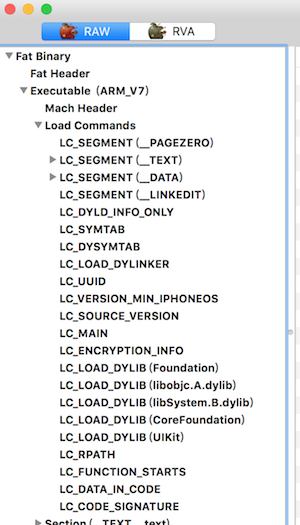 RAW
RVA
Fat Binary
Fat Header
Executable (ARM_V7)
Mach Header
Load Commands
LC_SEGMENT (__PAGEZERO)
LC_SEGMENT (__TEXT)
LC_SEGMENT (__DATA)
LC_SEGMENT (__LINKEDIT)
LC_DYLD_INFO_ONLY
LC_SYMTAB
LC_DYSYMTAB
LC_LOAD_DYLINKER
LC_UUID
LC_VERSION_MIN_IPHONEOS
LC_SOURCE_VERSION
LC_MAIN
LC_ENCRYPTION_INFO
LC_LOAD_DYLIB (Foundation)
LC_LOAD_DYLIB (libobjc.A.dylib)
LC_LOAD_DYLIB (libSystem.B.dylib)
LC_LOAD_DYLIB (CoreFoundation)
LC_LOAD_DYLIB (UIKit)
LC_RPATH
LC_FUNCTION_STARTS
LC_DATA_IN_CODE
LC_CODE_SIGNATURE
Section (__TEXT,__text)